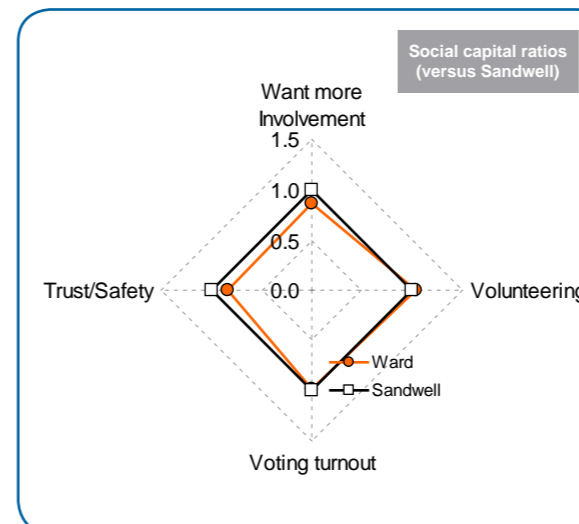 Social capital ratios
(versus Sandwell)
Want more
Involvement
1.5
1.0
0.5
0.0
Trust/Safety
Volunteering
Ward
Sandwell
Voting turnout